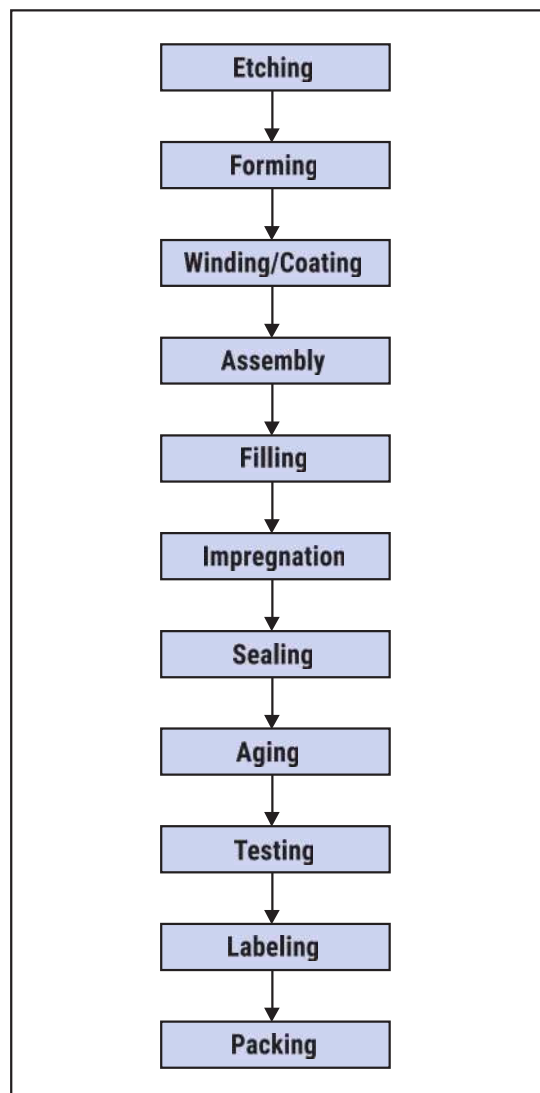 Etching
Forming
Winding/Coating
Assembly
Filling
Impregnation
Sealing
Aging
Testing
Labeling
Packing